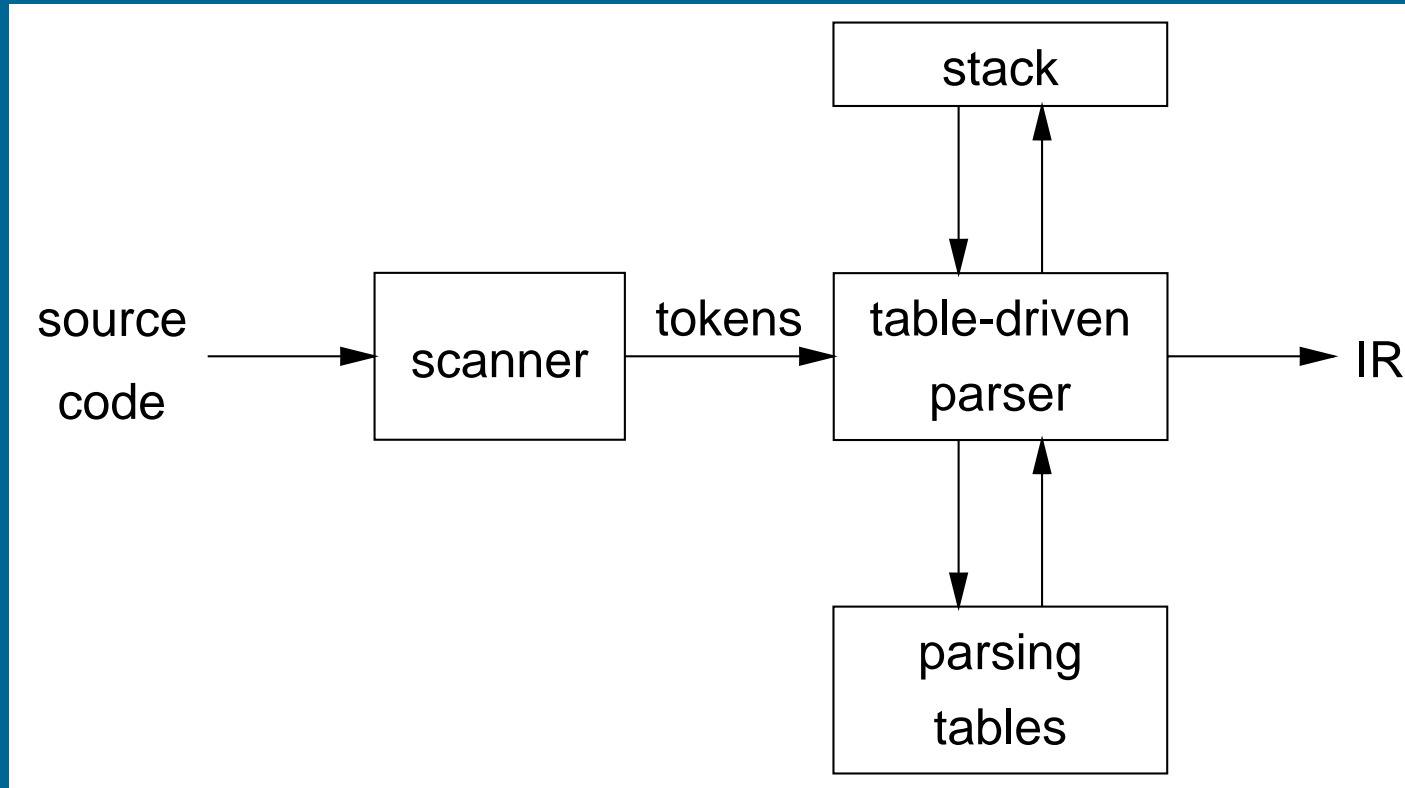 stack
source
code
scanner
tokens
table-driven
parser
IR
parsing
tables